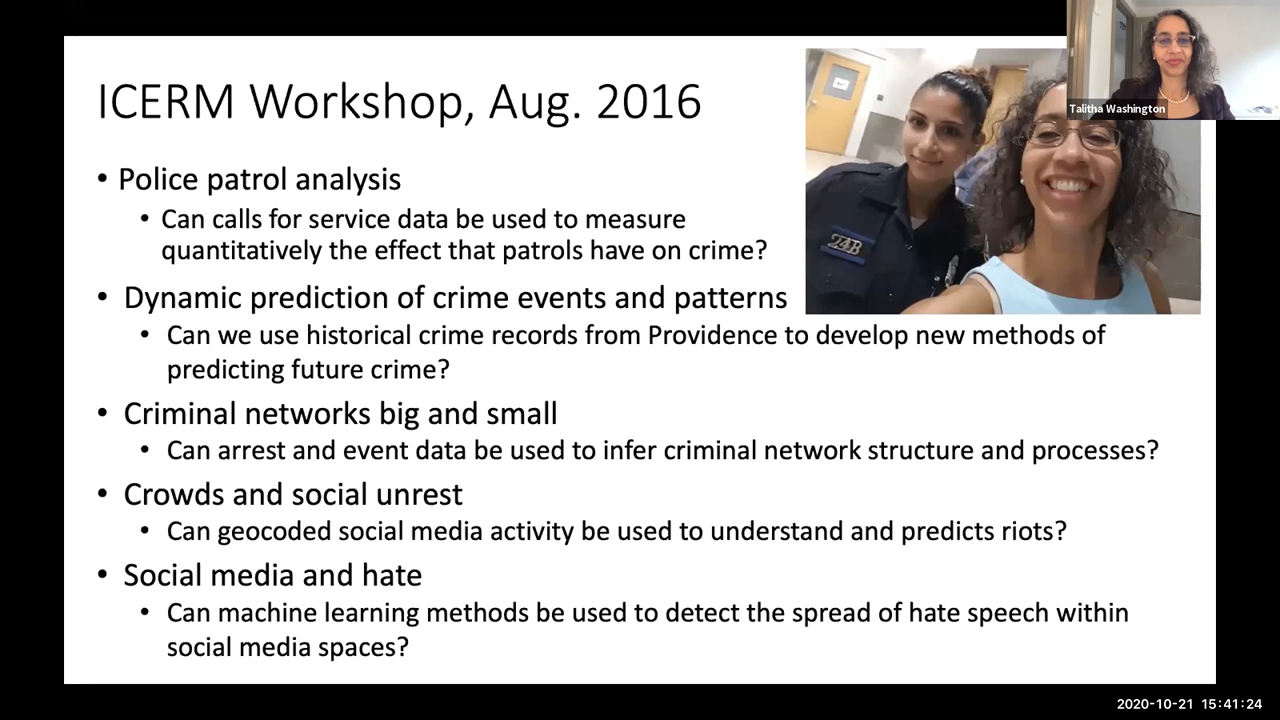 ICERM Workshop, Aug. 2016
Talitha Washington
• Police patrol analysis
• Can calls for service data be used to measure
quantitatively the effect that patrols have on crime?
24B
• Dynamic prediction of crime events and patterns
• Can we use historical crime records from Providence to develop new methods of
predicting future crime?
• Criminal networks big and small
• Can arrest and event data be used to infer criminal network structure and processes?
• Crowds and social unrest
• Can geocoded social media activity be used to understand and predicts riots?
• Social media and hate
• Can machine learning methods be used to detect the spread of hate speech within
social media spaces?
2020-10-21 15:41:24